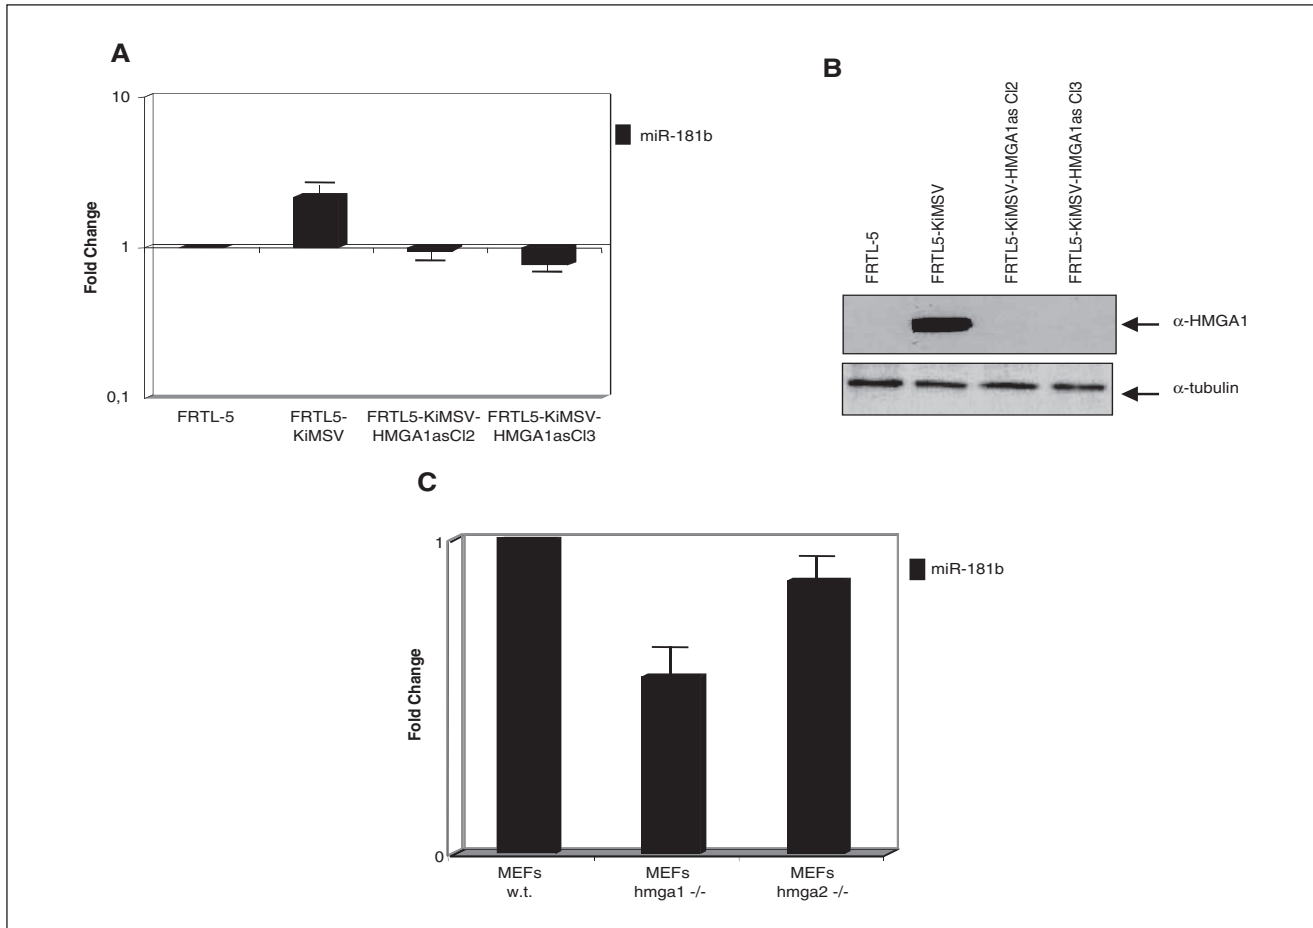 A
10
1
0,1
Fold Change
miR-181b
FRTL-5
FRTL5-
KiMSV
FRTL5-KiMSV-
HMGA1asCl2
FRTL5-KiMSV-
HMGA1asCl3
B
FRTL-5
FRTL5-KiMSV
FRTL5-KiMSV-HMGA1as Cl2
FRTL5-KiMSV-HMGA1as Cl3
α-HMGA1
α-tubulin
C
1
0
Fold Change
miR-181b
MEFs
w.t.
MEFs
hmga1 -/-
MEFs
hmga2 -/-